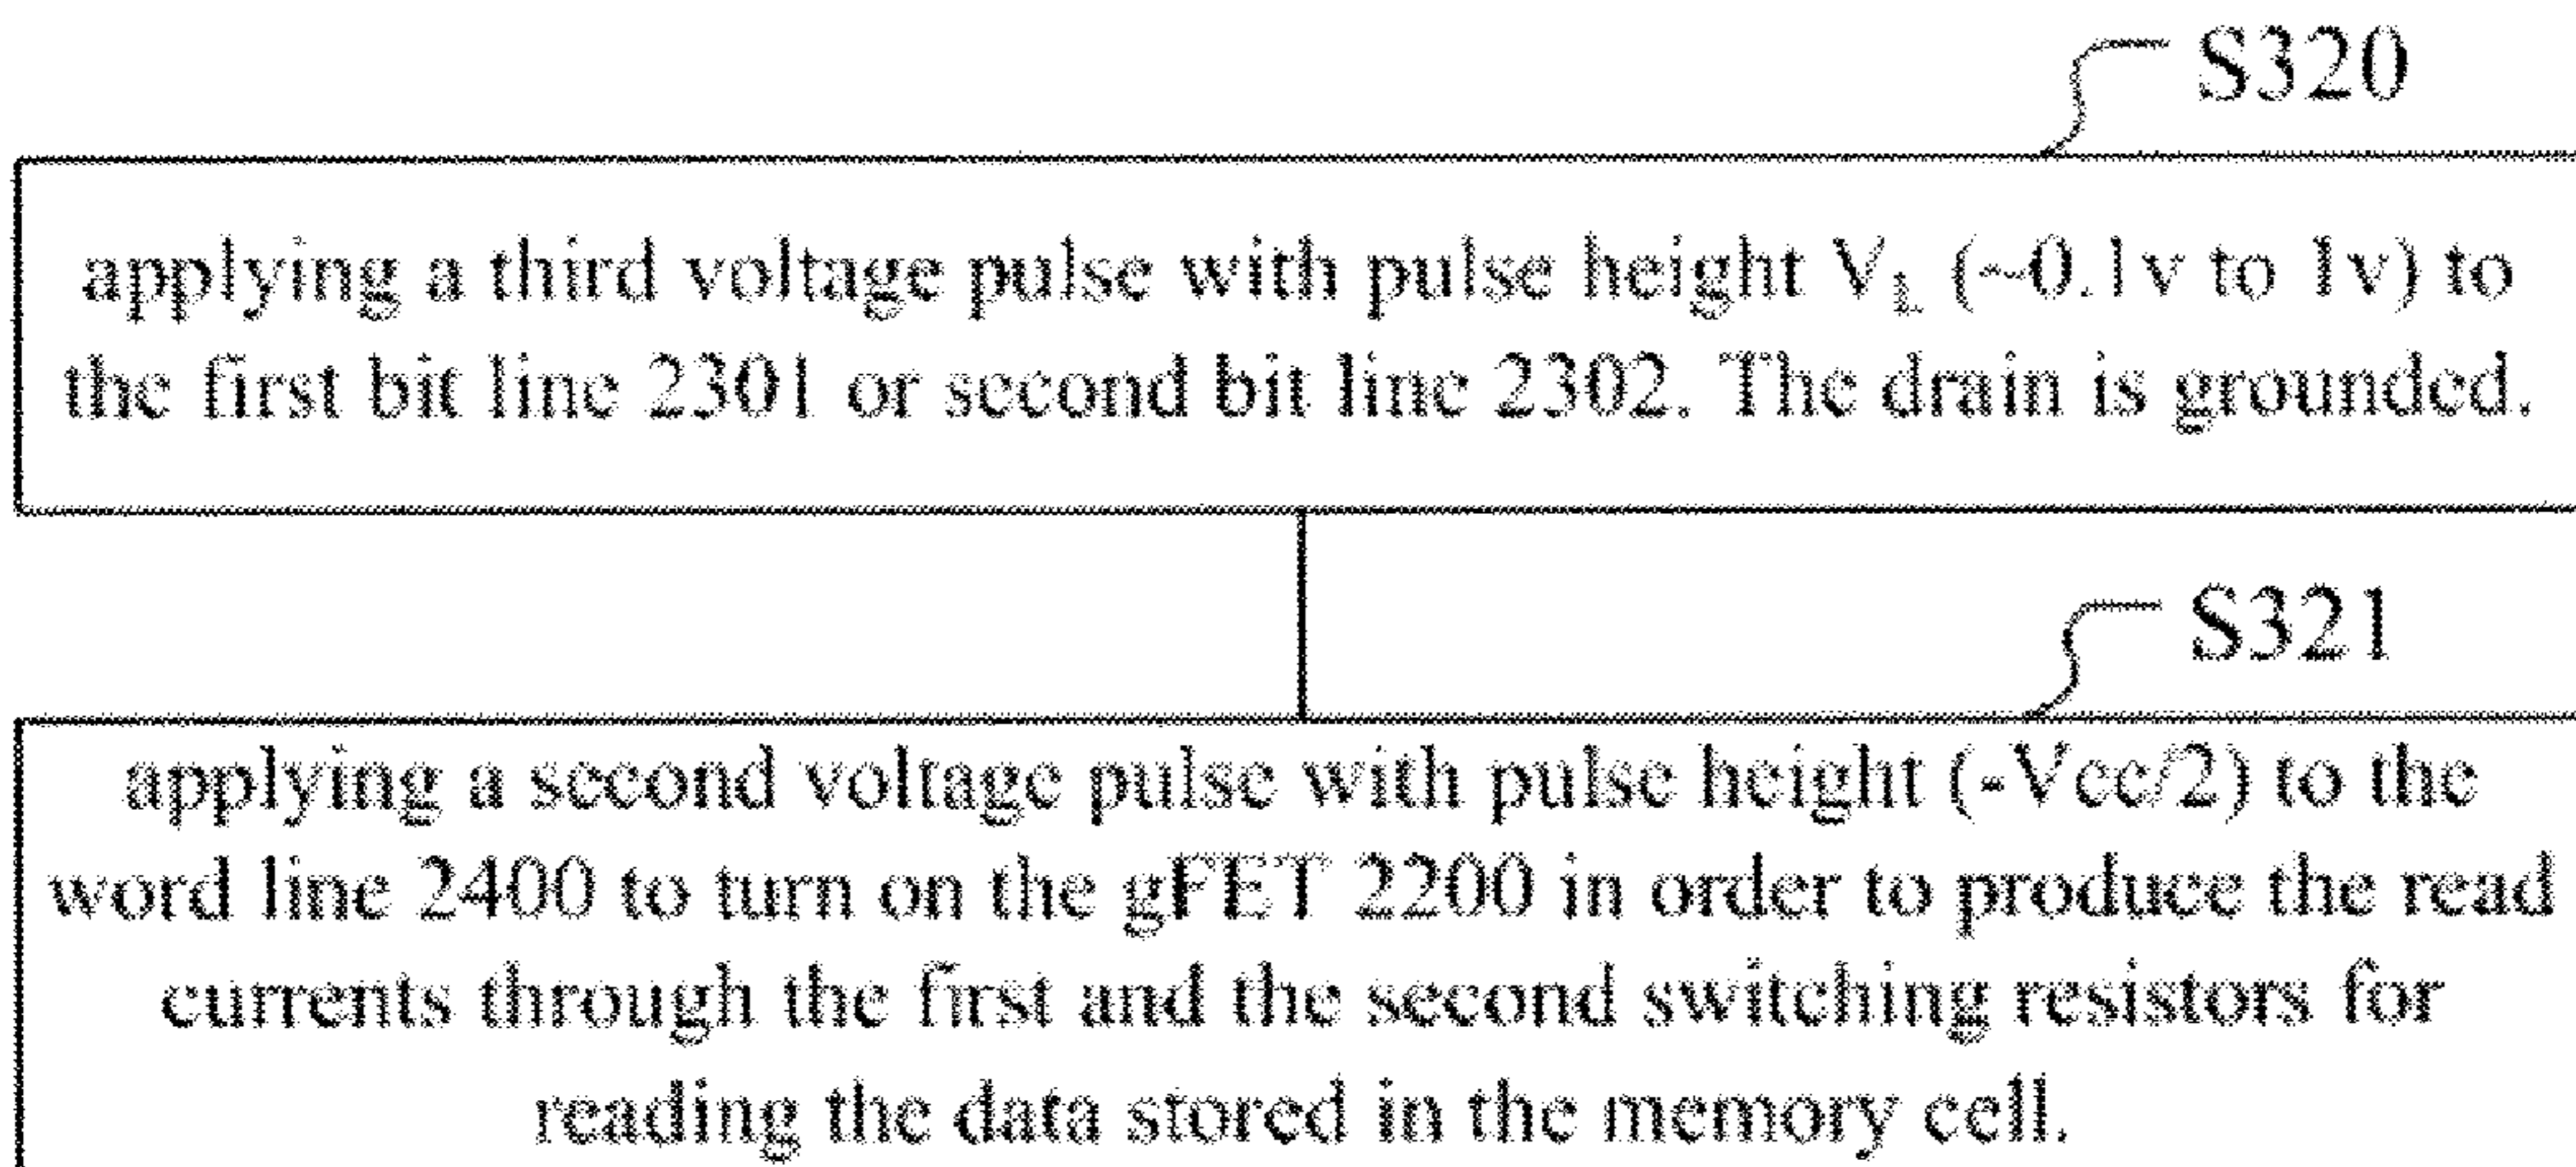 S320
applying a third voltage pulse with pulse height V_L (~0.1v to 1v) to
the first bit line 2301 or second bit line 2302. The drain is grounded.
S321
applying a second voltage pulse with pulse height (-Vcc/2) to the
word line 2400 to turn on the gFET 2200 in order to produce the read
currents through the first and the second switching resistors for
reading the data stored in the memory cell.